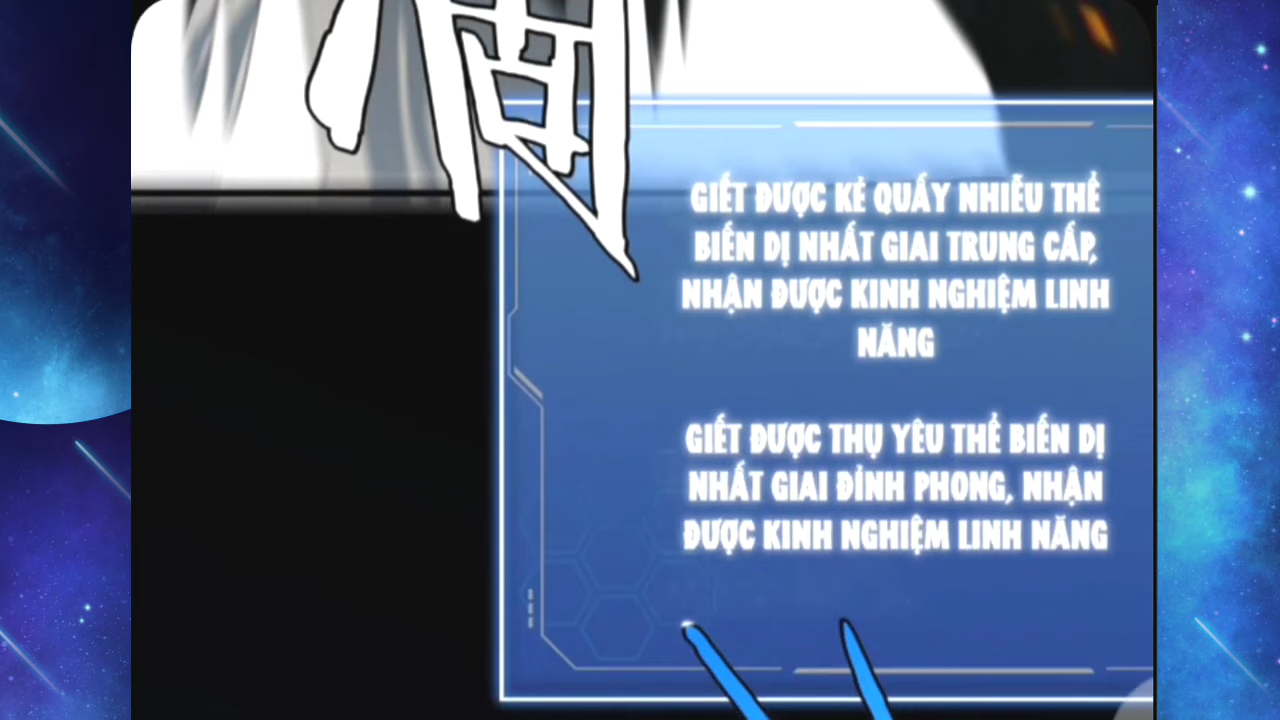 GIẾT ĐƯỢC KẺ QUẤY NHIỄU THỂ
BIẾN DỊ NHẤT GIAI TRUNG CẤP,
NHẬN ĐƯỢC KINH NGHIỆM LINH
NĂNG
GIẾT ĐƯỢC THỤ YÊU THỂ BIẾN DỊ
NHẤT GIAI ĐỈNH PHONG, NHẬN
ĐƯỢC KINH NGHIỆM LINH NĂNG